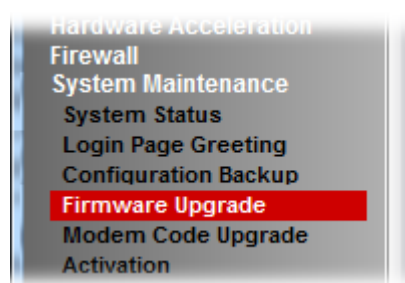 Hardware Acceleration
Firewall
System Maintenance
System Status
Login Page Greeting
Configuration Backup
Firmware Upgrade
Modem Code Upgrade
Activation